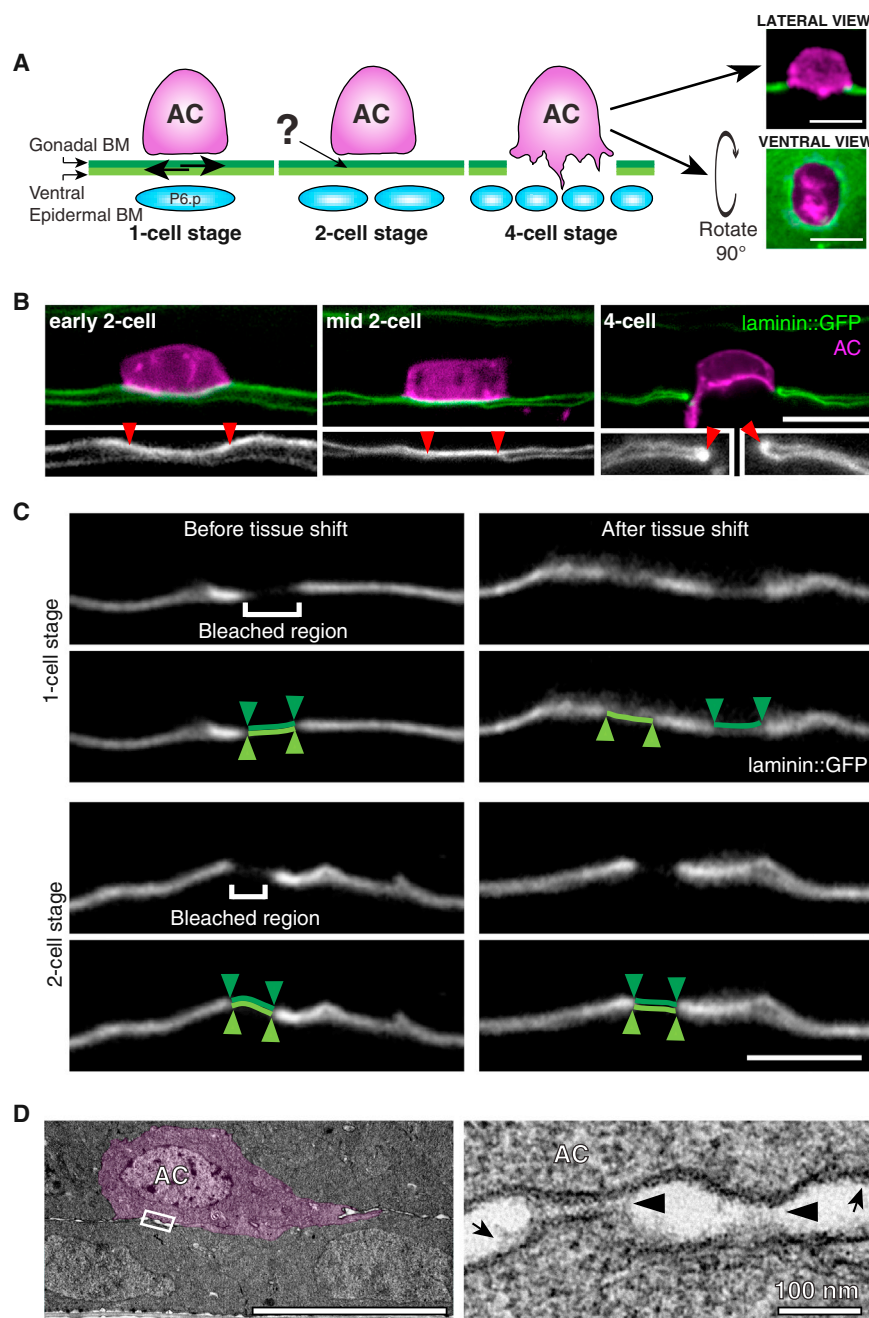 A
AC
AC
AC
?
Gonadal BM
Ventral
Epidermal BM
P6.p
1-cell stage
2-cell stage
4-cell stage
LATERAL VIEW
VENTRAL VIEW
Rotate
90°
B
early 2-cell
mid 2-cell
4-cell
laminin::GFP
AC
C
Before tissue shift
After tissue shift
1-cell stage
Bleached region
laminin::GFP
2-cell stage
Bleached region
D
AC
AC
100 nm